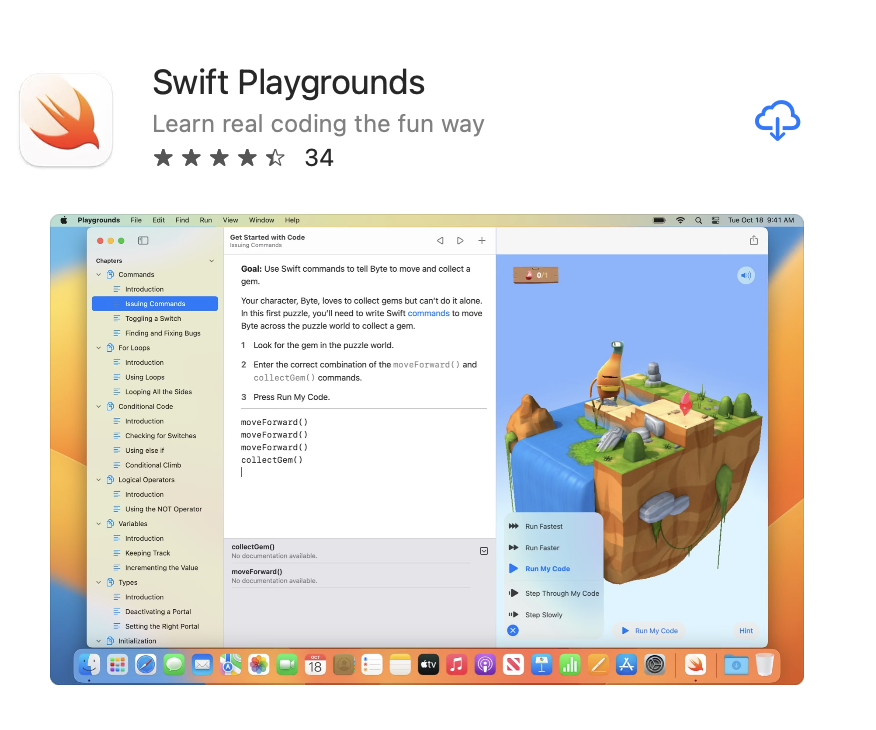 Swift Playgrounds
Learn real coding the fun way
34
Playgrounds File Edit Find Run View Window Help Tue Oct 18 9:41 AM
Get Started with Code
Issuing Commands
Chapters
Commands
Introduction
Issuing Commands
Toggling a Switch
Finding and Fixing Bugs
For Loops
Introduction
Using Loops
Looping All the Sides
Conditional Code
Introduction
Checking for Switches
Using else if
Conditional Climb
Logical Operators
Introduction
Using the NOT Operator
Variables
Introduction
Keeping Track
Incrementing the Value
Types
Introduction
Deactivating a Portal
Setting the Right Portal
Initialization
Goal: Use Swift commands to tell Byte to move and collect a
gem.
Your character, Byte, loves to collect gems but can't do it alone.
In this first puzzle, you'll need to write Swift commands to move
Byte across the puzzle world to collect a gem.
1 Look for the gem in the puzzle world.
2 Enter the correct combination of the moveForward() and
collectGem() commands.
3 Press Run My Code.
moveForward()
moveForward()
moveForward()
collectGem()
collectGem()
No documentation available.
moveForward()
No documentation available.
0/1
Run Fastest
Run Faster
Run My Code
Step Through My Code
Step Slowly
Run My Code
Hint
OCT
18
tv